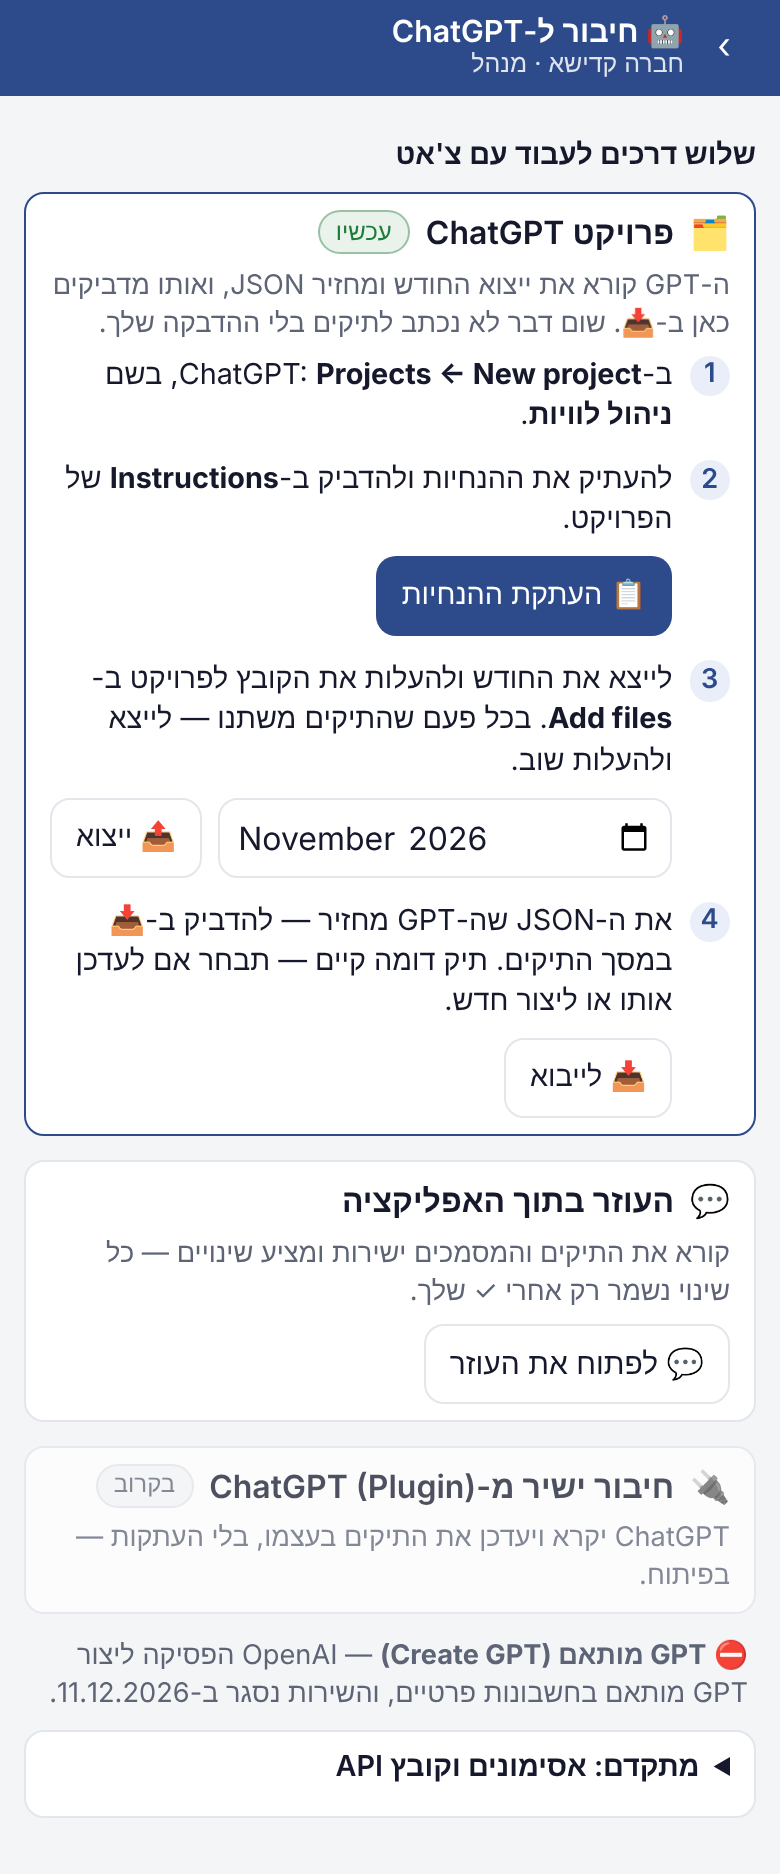 🤖 חיבור ל-ChatGPT
חברה קדישא · מנהל
שלוש דרכים לעבוד עם צ'אט
🗂️ פרויקט ChatGPT עכשיו
ה-GPT קורא את ייצוא החודש ומחזיר JSON, ואותו מדביקים
כאן ב-📥. שום דבר לא נכתב לתיקים בלי ההדבקה שלך.
1 ב-ChatGPT: Projects ← New project, בשם
ניהול לוויות.
2 להעתיק את ההנחיות ולהדביק ב-Instructions של
הפרויקט.
📋 העתקת ההנחיות
3 לייצא את החודש ולהעלות את הקובץ לפרויקט ב-
Add files. בכל פעם שהתיקים משתנו — לייצא
ולהעלות שוב.
November 2026
📤 ייצוא
4 את ה-JSON שה-GPT מחזיר — להדביק ב-📥
במסך התיקים. תיק דומה קיים — תבחר אם לעדכן
אותו או ליצור חדש.
📥 לייבוא
💬 העוזר בתוך האפליקציה
קורא את התיקים והמסמכים ישירות ומציע שינויים — כל
שינוי נשמר רק אחרי ✓ שלך.
💬 לפתוח את העוזר
🔌 חיבור ישיר מ-ChatGPT (Plugin) בקרוב
ChatGPT יקרא ויעדכן את התיקים בעצמו, בלי העתקות —
בפיתוח.
⛔ GPT מותאם (Create GPT) — OpenAI הפסיקה ליצור
GPT מותאם בחשבונות פרטיים, והשירות נסגר ב-11.12.2026.
מתקדם: אסימונים וקובץ API